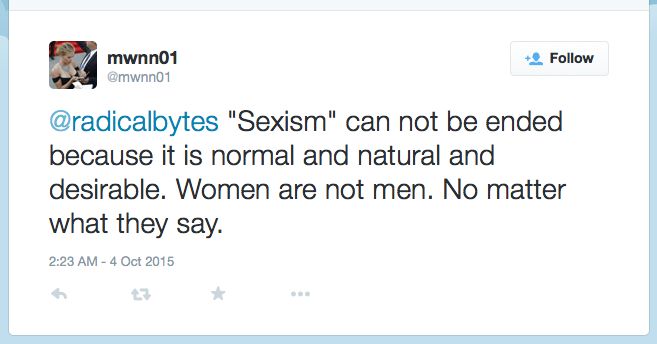 mwnn01
@mwnn01
Follow
@radicalbytes "Sexism" can not be ended
because it is normal and natural and
desirable. Women are not men. No matter
what they say.
2:23 AM - 4 Oct 2015